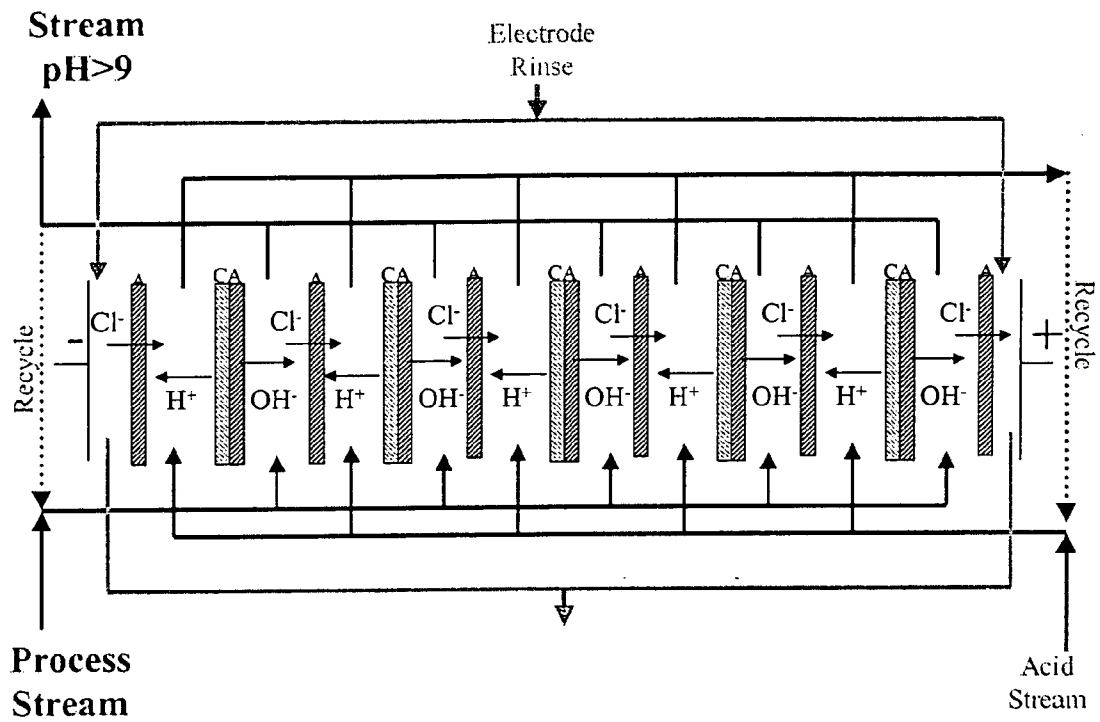 Stream
pH>9
Electrode
Rinse
A CA A CA A CA A CA A CA A
Cl- Cl- Cl- Cl- Cl- Cl-
- +
H+ OH- H+ OH- H+ OH- H+ OH- H+ OH-
Recycle
Recycle
Process
Stream
Acid
Stream